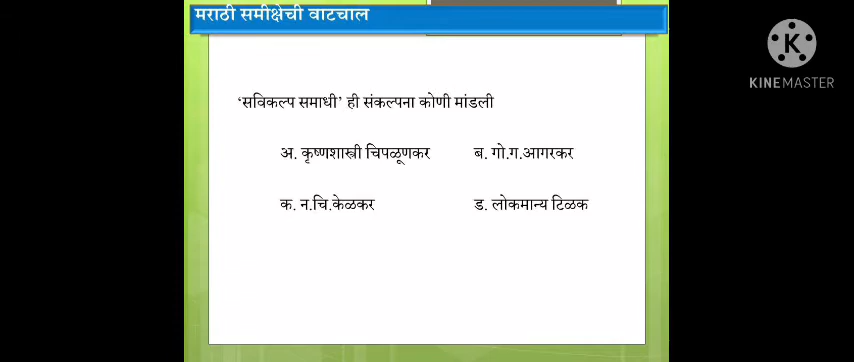 मराठी समीक्षेची वाटचाल
KINEMASTER
‘सविकल्प समाधी’ ही संकल्पना कोणी मांडली
अ. कृष्णशास्त्री चिपळूणकर ब. गो.ग.आगरकर
क. न.चि.केळकर ड. लोकमान्य टिळक